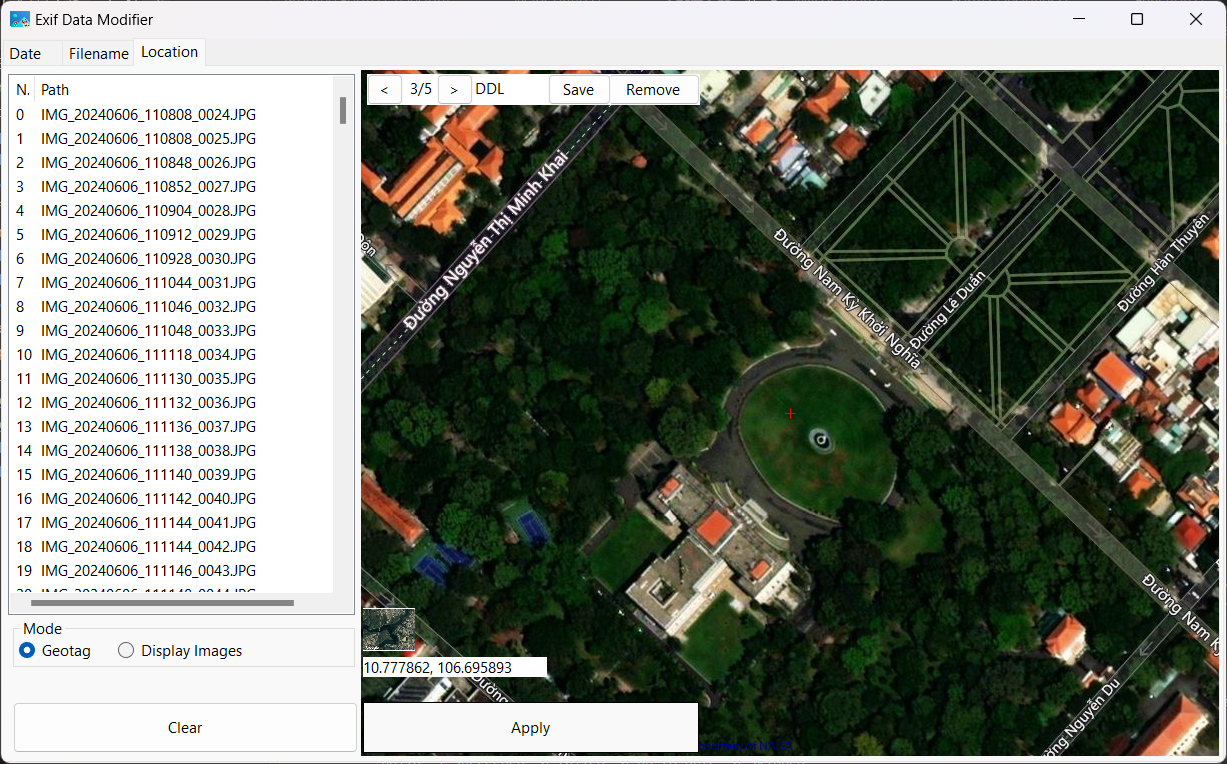 Exif Data Modifier
Date
Filename
Location
N. Path
0 IMG_20240606_110808_0024.JPG
1 IMG_20240606_110808_0025.JPG
2 IMG_20240606_110848_0026.JPG
3 IMG_20240606_110852_0027.JPG
4 IMG_20240606_110904_0028.JPG
5 IMG_20240606_110912_0029.JPG
6 IMG_20240606_110928_0030.JPG
7 IMG_20240606_111044_0031.JPG
8 IMG_20240606_111046_0032.JPG
9 IMG_20240606_111048_0033.JPG
10 IMG_20240606_111118_0034.JPG
11 IMG_20240606_111130_0035.JPG
12 IMG_20240606_111132_0036.JPG
13 IMG_20240606_111136_0037.JPG
14 IMG_20240606_111138_0038.JPG
15 IMG_20240606_111140_0039.JPG
16 IMG_20240606_111142_0040.JPG
17 IMG_20240606_111144_0041.JPG
18 IMG_20240606_111144_0042.JPG
19 IMG_20240606_111146_0043.JPG
Mode
Geotag
Display Images
Clear
< 3/5 > DDL Save Remove
Đường Nguyễn Thị Minh Khai
Đường Nam Kỳ Khởi Nghĩa
Đường Lê Duẩn
Đường Hàn Thuyên
Đường Nam Kỳ
Đường Nguyễn Du
Đường
10.777862, 106.695893
Apply